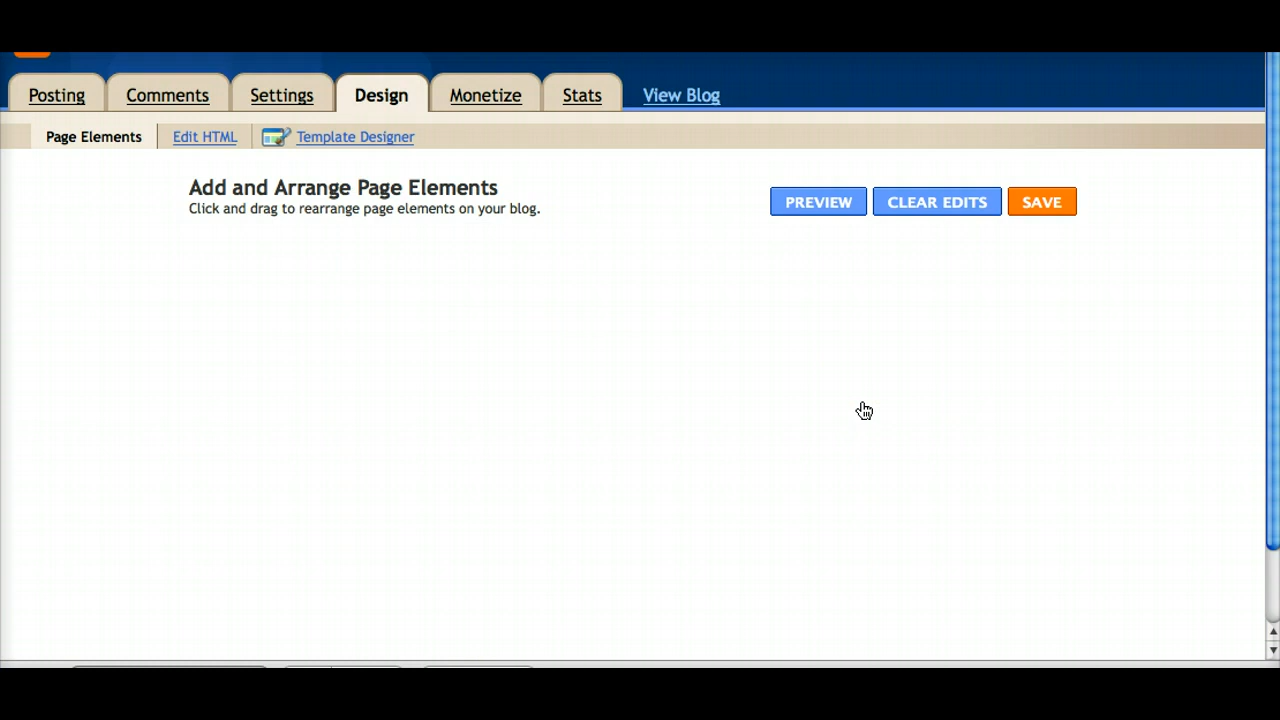 Posting Comments Settings Design Monetize Stats View Blog
Page Elements Edit HTML Template Designer
Add and Arrange Page Elements
Click and drag to rearrange page elements on your blog.
PREVIEW CLEAR EDITS SAVE